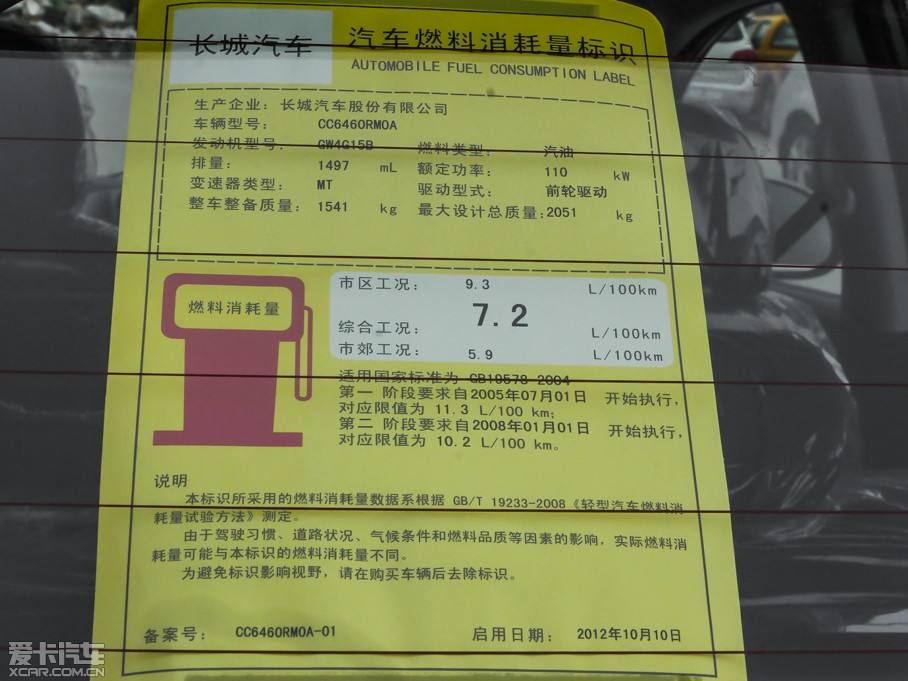 长城汽车 汽车燃料消耗量标识
AUTOMOBILE FUEL CONSUMPTION LABEL
生产企业: 长城汽车股份有限公司
车辆型号: CC6460RM0A
发动机型号: GW4G15B 燃料类型: 汽油
排量: 1497 mL 额定功率: 110 kW
变速器类型: MT 驱动型式: 前轮驱动
整车整备质量: 1541 kg 最大设计总质量:2051 kg
燃料消耗量
市区工况: 9.3 L/100km
综合工况: 7.2 L/100km
市郊工况: 5.9 L/100km
适用国家标准为 GB19578-2004
第一 阶段要求自2005年07月01日 开始执行,
对应限值为 11.3 L/100 km;
第二 阶段要求自2008年01月01日 开始执行,
对应限值为 10.2 L/100 km。
说明
本标识所采用的燃料消耗量数据系根据 GB/T 19233-2008《轻型汽车燃料消
耗量试验方法》测定。
由于驾驶习惯、道路状况、气候条件和燃料品质等因素的影响,实际燃料消
耗量可能与本标识的燃料消耗量不同。
为避免标识影响视野,请在购买车辆后去除标识。
备案号: CC6460RM0A-01 启用日期: 2012年10月10日
爱卡汽车
XCAR.COM.CN